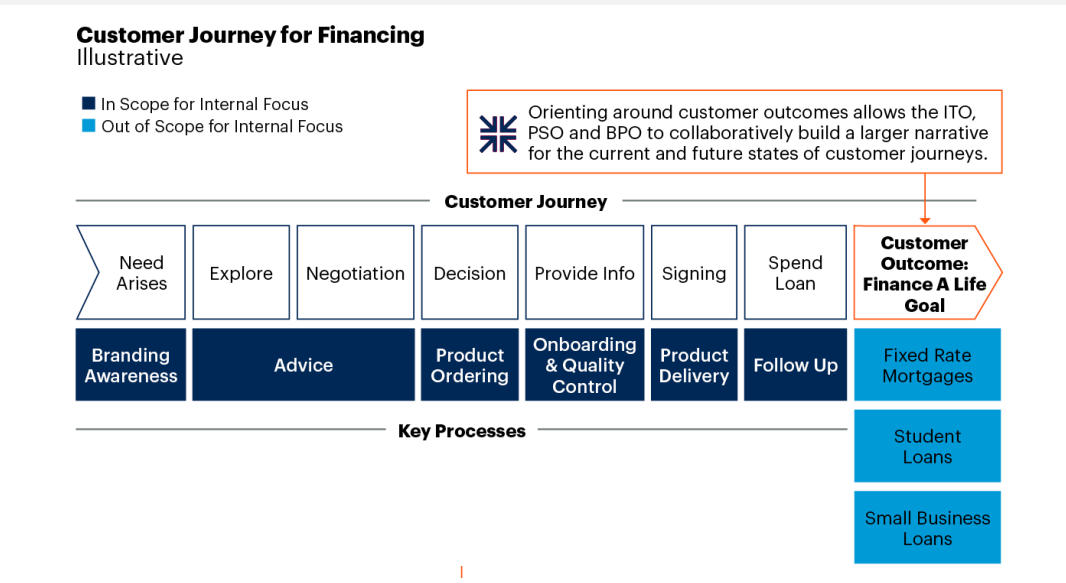 Customer Journey for Financing
Illustrative
In Scope for Internal Focus
Out of Scope for Internal Focus
Orienting around customer outcomes allows the ITO,
PSO and BPO to collaboratively build a larger narrative
for the current and future states of customer journeys.
Customer Journey
Need
Arises
Explore
Negotiation
Decision
Provide Info
Signing
Spend
Loan
Customer
Outcome:
Finance A Life
Goal
Branding
Awareness
Advice
Product
Ordering
Onboarding
& Quality
Control
Product
Delivery
Follow Up
Fixed Rate
Mortgages
Key Processes
Student
Loans
Small Business
Loans